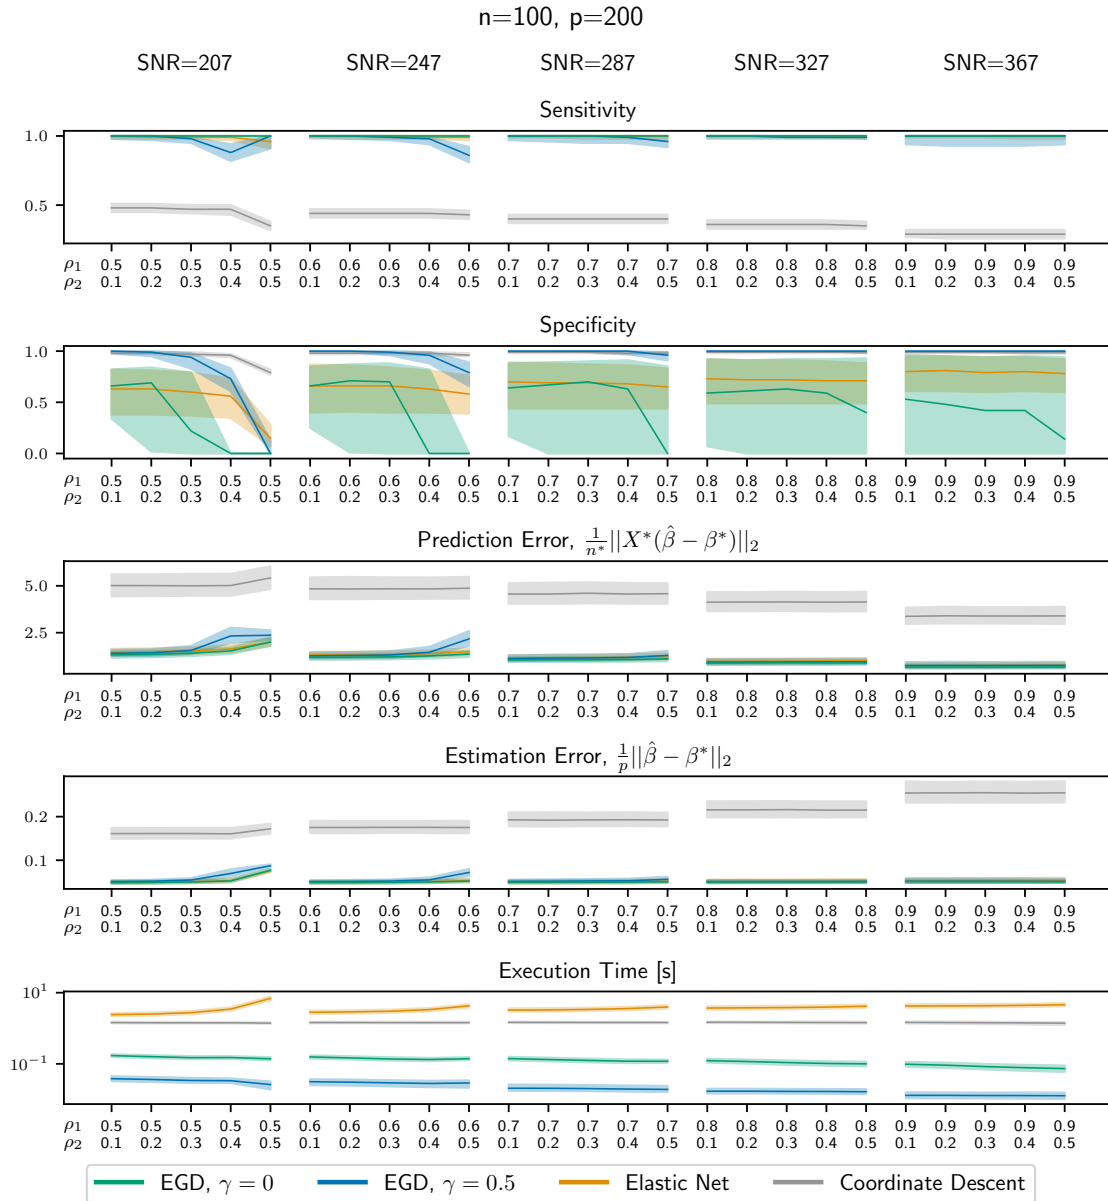 n=100, p=200
SNR=207 SNR=247 SNR=287 SNR=327 SNR=367
Sensitivity
1.0
0.5
ρ₁ 0.5 0.5 0.5 0.5 0.5 0.6 0.6 0.6 0.6 0.6 0.7 0.7 0.7 0.7 0.7 0.8 0.8 0.8 0.8 0.8 0.9 0.9 0.9 0.9 0.9
ρ₂ 0.1 0.2 0.3 0.4 0.5 0.1 0.2 0.3 0.4 0.5 0.1 0.2 0.3 0.4 0.5 0.1 0.2 0.3 0.4 0.5 0.1 0.2 0.3 0.4 0.5
Specificity
1.0
0.5
0.0
ρ₁ 0.5 0.5 0.5 0.5 0.5 0.6 0.6 0.6 0.6 0.6 0.7 0.7 0.7 0.7 0.7 0.8 0.8 0.8 0.8 0.8 0.9 0.9 0.9 0.9 0.9
ρ₂ 0.1 0.2 0.3 0.4 0.5 0.1 0.2 0.3 0.4 0.5 0.1 0.2 0.3 0.4 0.5 0.1 0.2 0.3 0.4 0.5 0.1 0.2 0.3 0.4 0.5
Prediction Error, 1/n* ||X*(β̂ − β*)||₂
5.0
2.5
ρ₁ 0.5 0.5 0.5 0.5 0.5 0.6 0.6 0.6 0.6 0.6 0.7 0.7 0.7 0.7 0.7 0.8 0.8 0.8 0.8 0.8 0.9 0.9 0.9 0.9 0.9
ρ₂ 0.1 0.2 0.3 0.4 0.5 0.1 0.2 0.3 0.4 0.5 0.1 0.2 0.3 0.4 0.5 0.1 0.2 0.3 0.4 0.5 0.1 0.2 0.3 0.4 0.5
Estimation Error, 1/p ||β̂ − β*||₂
0.2
0.1
ρ₁ 0.5 0.5 0.5 0.5 0.5 0.6 0.6 0.6 0.6 0.6 0.7 0.7 0.7 0.7 0.7 0.8 0.8 0.8 0.8 0.8 0.9 0.9 0.9 0.9 0.9
ρ₂ 0.1 0.2 0.3 0.4 0.5 0.1 0.2 0.3 0.4 0.5 0.1 0.2 0.3 0.4 0.5 0.1 0.2 0.3 0.4 0.5 0.1 0.2 0.3 0.4 0.5
Execution Time [s]
10¹
10⁻¹
ρ₁ 0.5 0.5 0.5 0.5 0.5 0.6 0.6 0.6 0.6 0.6 0.7 0.7 0.7 0.7 0.7 0.8 0.8 0.8 0.8 0.8 0.9 0.9 0.9 0.9 0.9
ρ₂ 0.1 0.2 0.3 0.4 0.5 0.1 0.2 0.3 0.4 0.5 0.1 0.2 0.3 0.4 0.5 0.1 0.2 0.3 0.4 0.5 0.1 0.2 0.3 0.4 0.5
EGD, γ = 0 EGD, γ = 0.5 Elastic Net Coordinate Descent